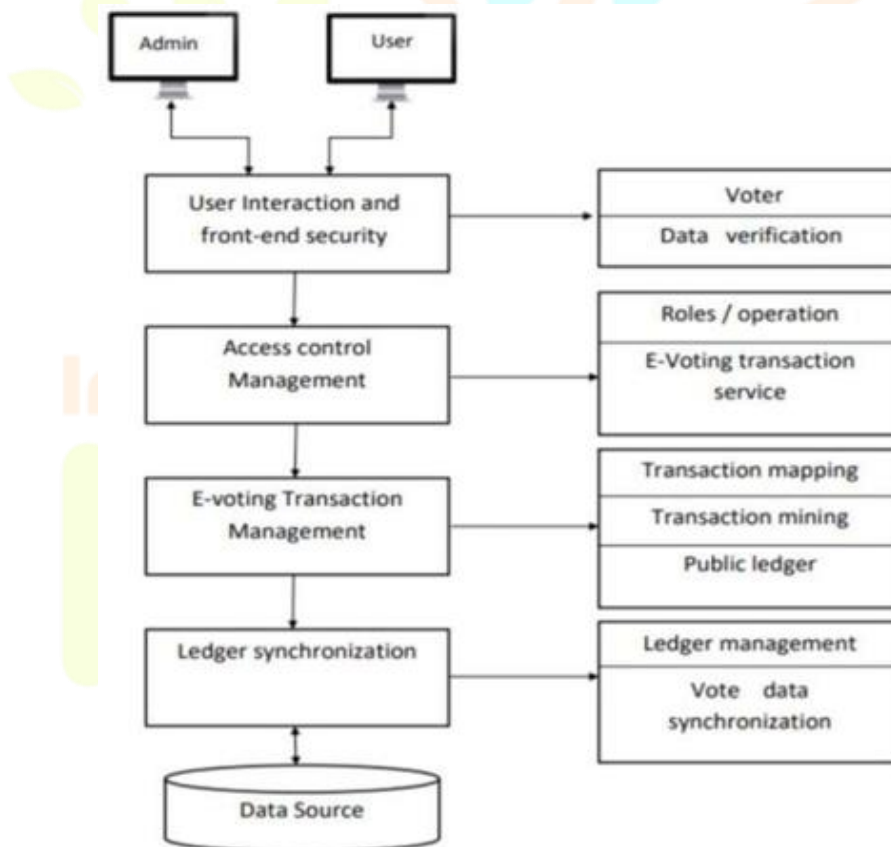 Admin
User
User Interaction and
front-end security
Voter
Data verification
Access control
Management
Roles / operation
E-Voting transaction
service
E-voting Transaction
Management
Transaction mapping
Transaction mining
Public ledger
Ledger synchronization
Ledger management
Vote data
synchronization
Data Source